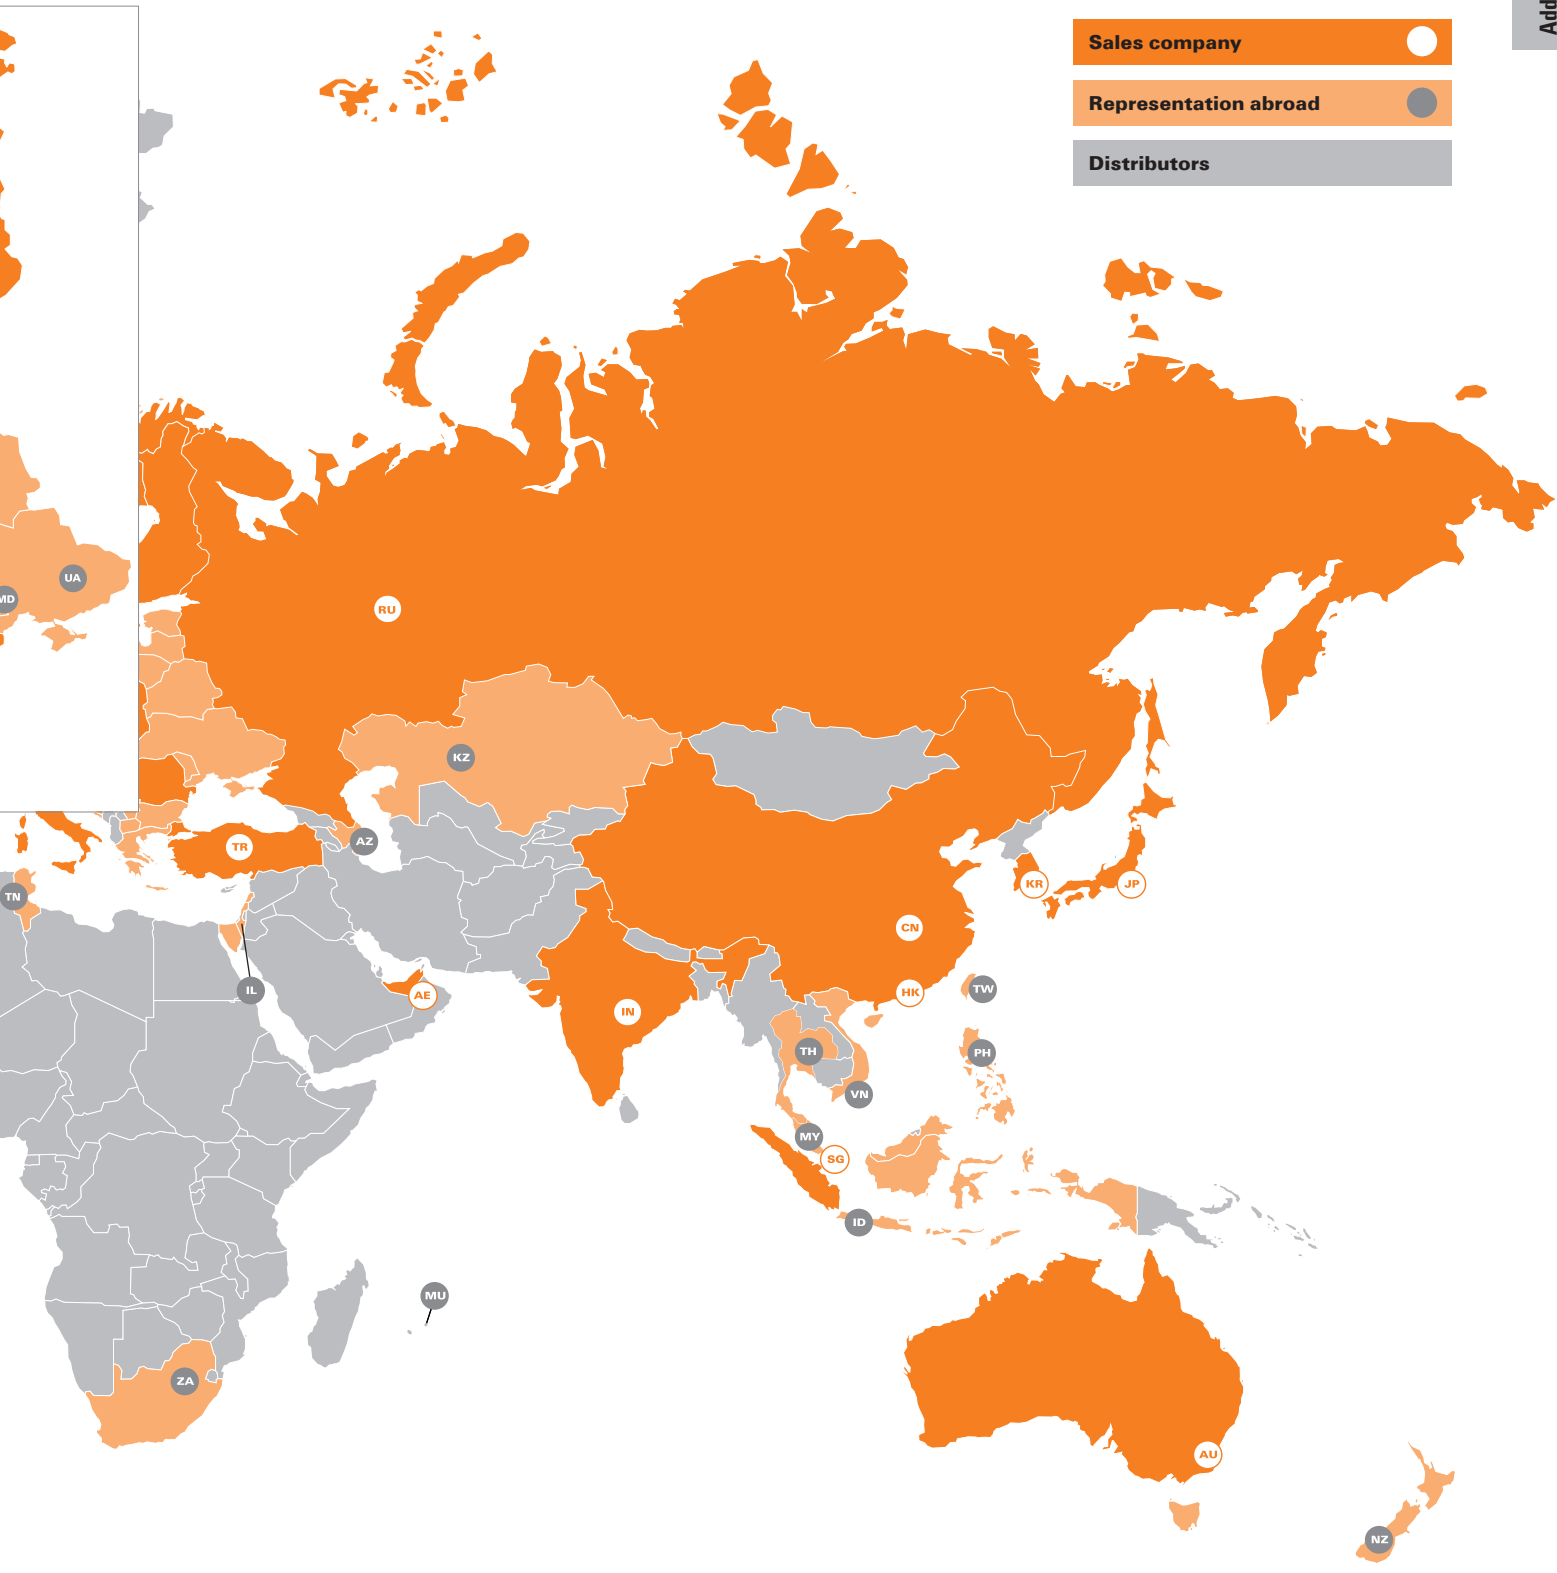 Add
Sales company
Representation abroad
Distributors
UA
MD
RU
KZ
AZ
TR
TN
KR
JP
CN
IL
AE
HK
TW
IN
TH
PH
VN
MY
SG
ID
MU
ZA
AU
NZ